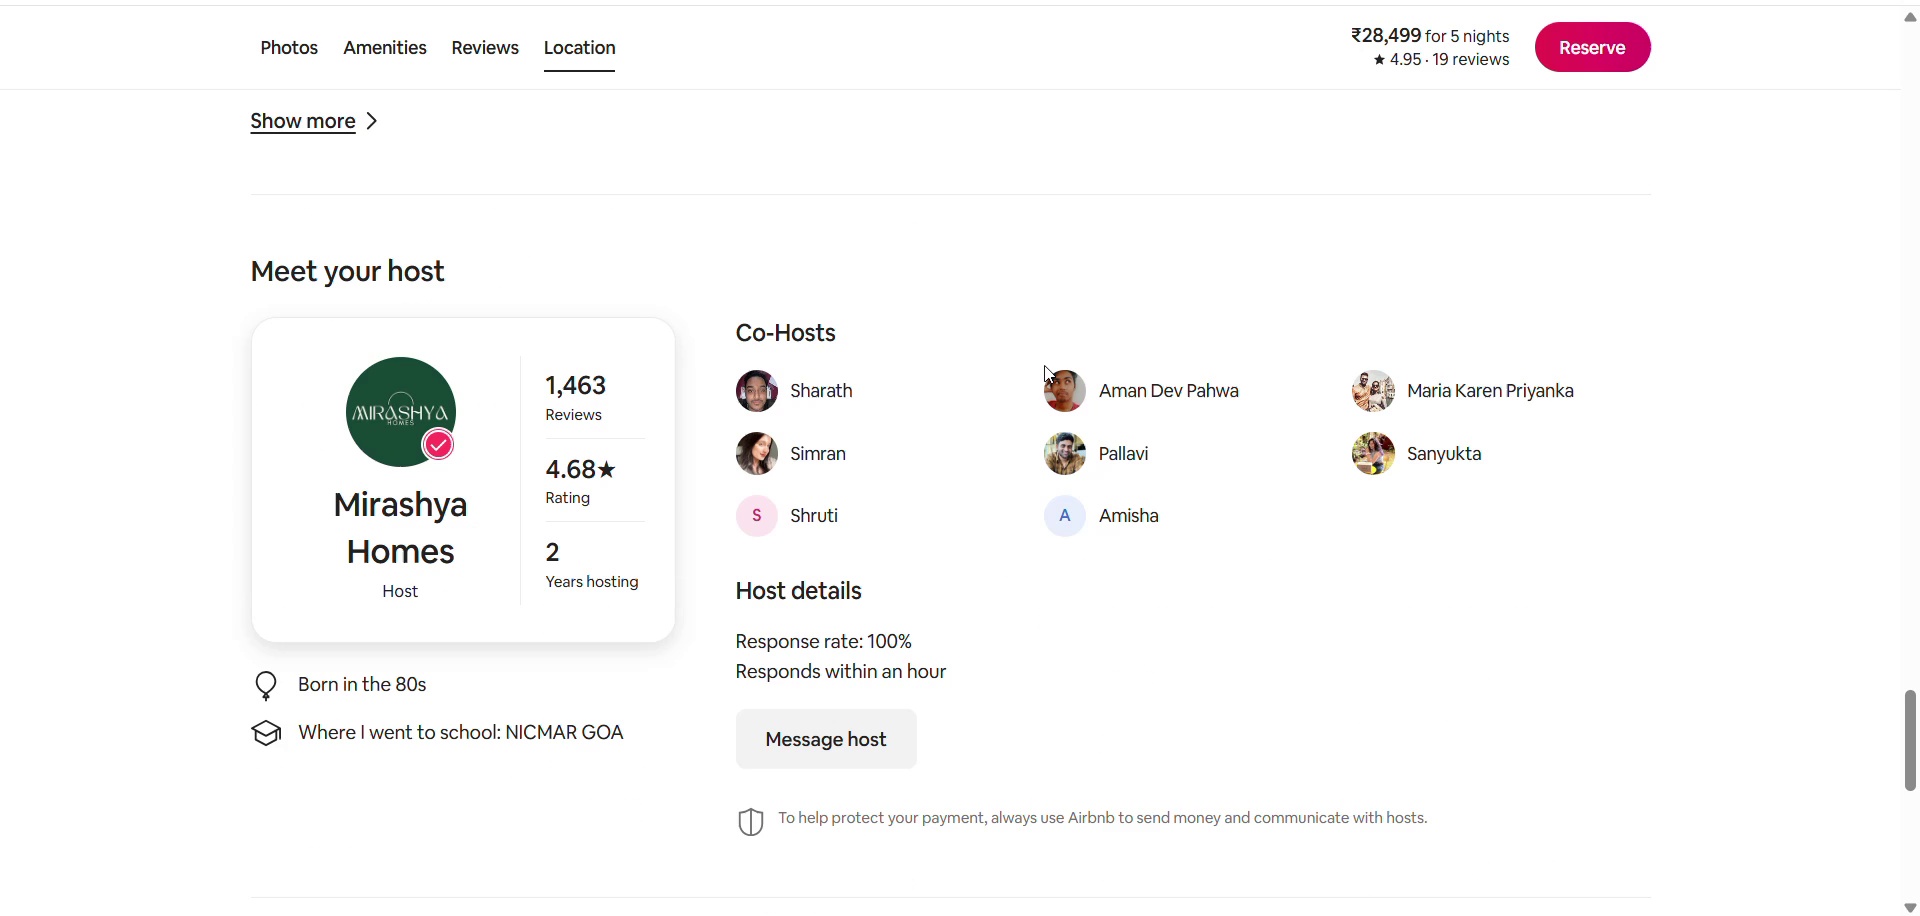 Photos Amenities Reviews Location
₹28,499 for 5 nights
★ 4.95 · 19 reviews
Reserve
Show more
Meet your host
MIRASHYA
HOMES
Mirashya
Homes
Host
1,463
Reviews
4.68★
Rating
2
Years hosting
Born in the 80s
Where I went to school: NICMAR GOA
Co-Hosts
Sharath Aman Dev Pahwa Maria Karen Priyanka
Simran Pallavi Sanyukta
S Shruti A Amisha
Host details
Response rate: 100%
Responds within an hour
Message host
To help protect your payment, always use Airbnb to send money and communicate with hosts.